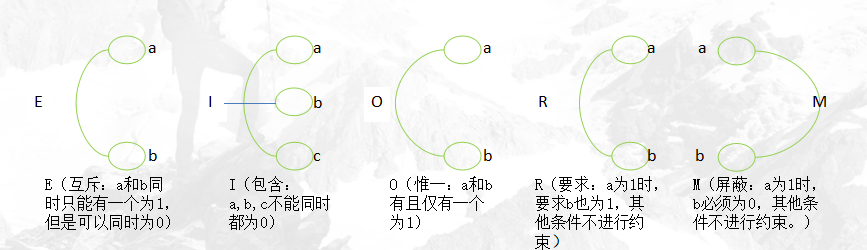 E
a
b
E（互斥：a和b同
时只能有一个为1，
但是可以同时为0）
I
a
b
c
I（包含：
a,b,c不能同时
都为0）
O
a
b
O（惟一：a和b
有且仅有一个
为1）
R
a
b
R（要求：a为1时，
要求b也为1，其
他条件不进行约
束）
a
b
M
M（屏蔽：a为1时，
b必须为0，其他条
件不进行约束。）